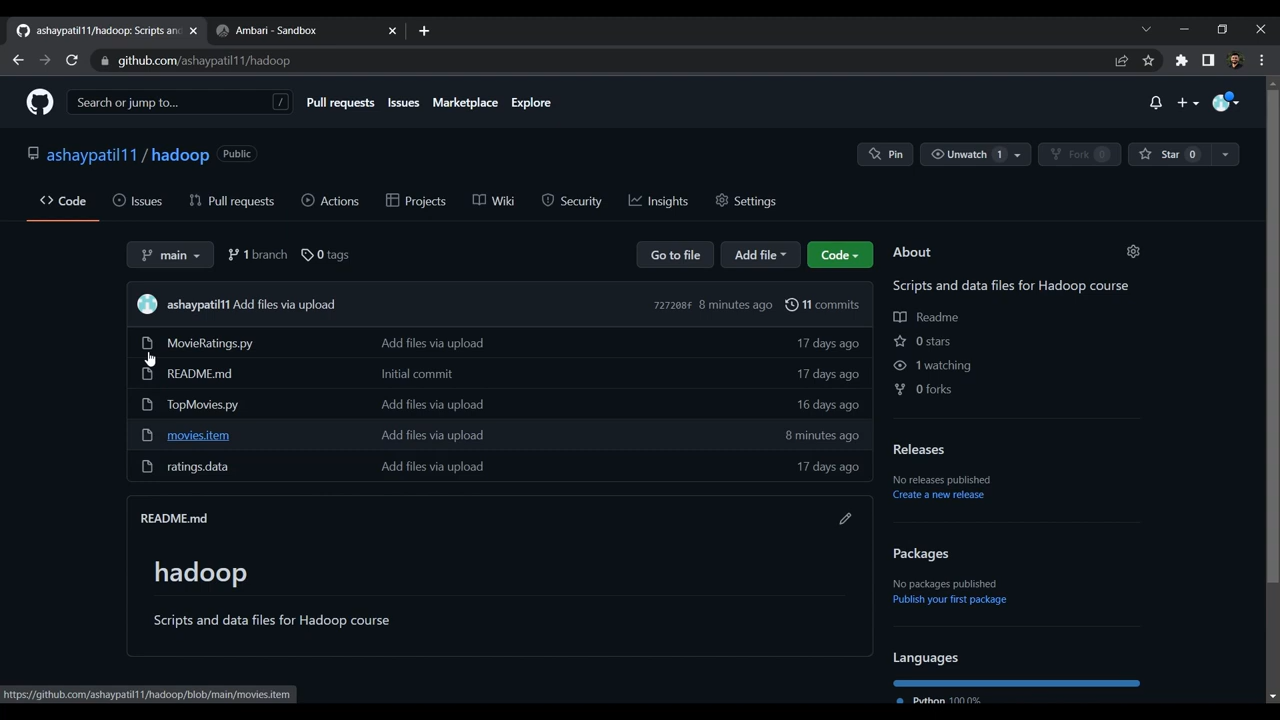 ashaypatil11/hadoop: Scripts an
Ambari - Sandbox
github.com/ashaypatil11/hadoop
Search or jump to...
/
Pull requests
Issues
Marketplace
Explore
ashaypatil11 / hadoop
Public
Pin
Unwatch 1
Fork 0
Star 0
Code
Issues
Pull requests
Actions
Projects
Wiki
Security
Insights
Settings
main
1 branch
0 tags
Go to file
Add file
Code
ashaypatil11 Add files via upload
727208f 8 minutes ago
11 commits
MovieRatings.py
Add files via upload
17 days ago
README.md
Initial commit
17 days ago
TopMovies.py
Add files via upload
16 days ago
movies.item
Add files via upload
8 minutes ago
ratings.data
Add files via upload
17 days ago
README.md
hadoop
Scripts and data files for Hadoop course
About
Scripts and data files for Hadoop course
Readme
0 stars
1 watching
0 forks
Releases
No releases published
Create a new release
Packages
No packages published
Publish your first package
Languages
Python 100.0%
https://github.com/ashaypatil11/hadoop/blob/main/movies.item